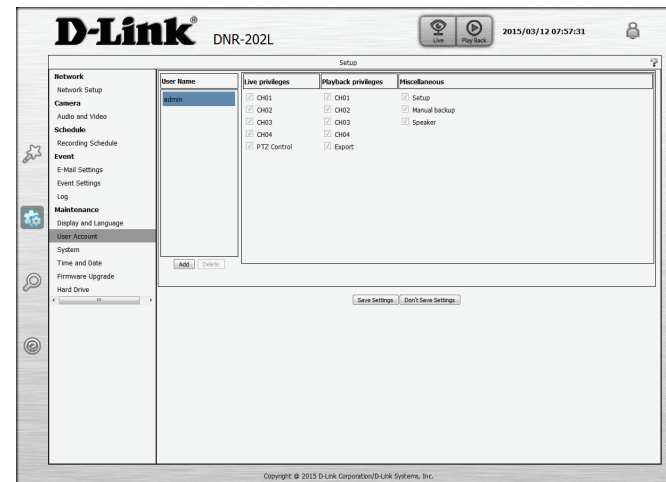 D-Link®
DNR-202L
Live
Play Back
2015/03/12 07:57:31
Setup
?
Network
Network Setup
Camera
Audio and Video
Schedule
Recording Schedule
Event
E-Mail Settings
Event Settings
Log
Maintenance
Display and Language
User Account
System
Time and Date
Firmware Upgrade
Hard Drive
User Name
admin
Add
Delete
Live privileges
CH01
CH02
CH03
CH04
PTZ Control
Playback privileges
CH01
CH02
CH03
CH04
Export
Miscellaneous
Setup
Manual backup
Speaker
Save Settings
Don't Save Settings
Copyright @ 2015 D-Link Corporation/D-Link Systems, Inc.